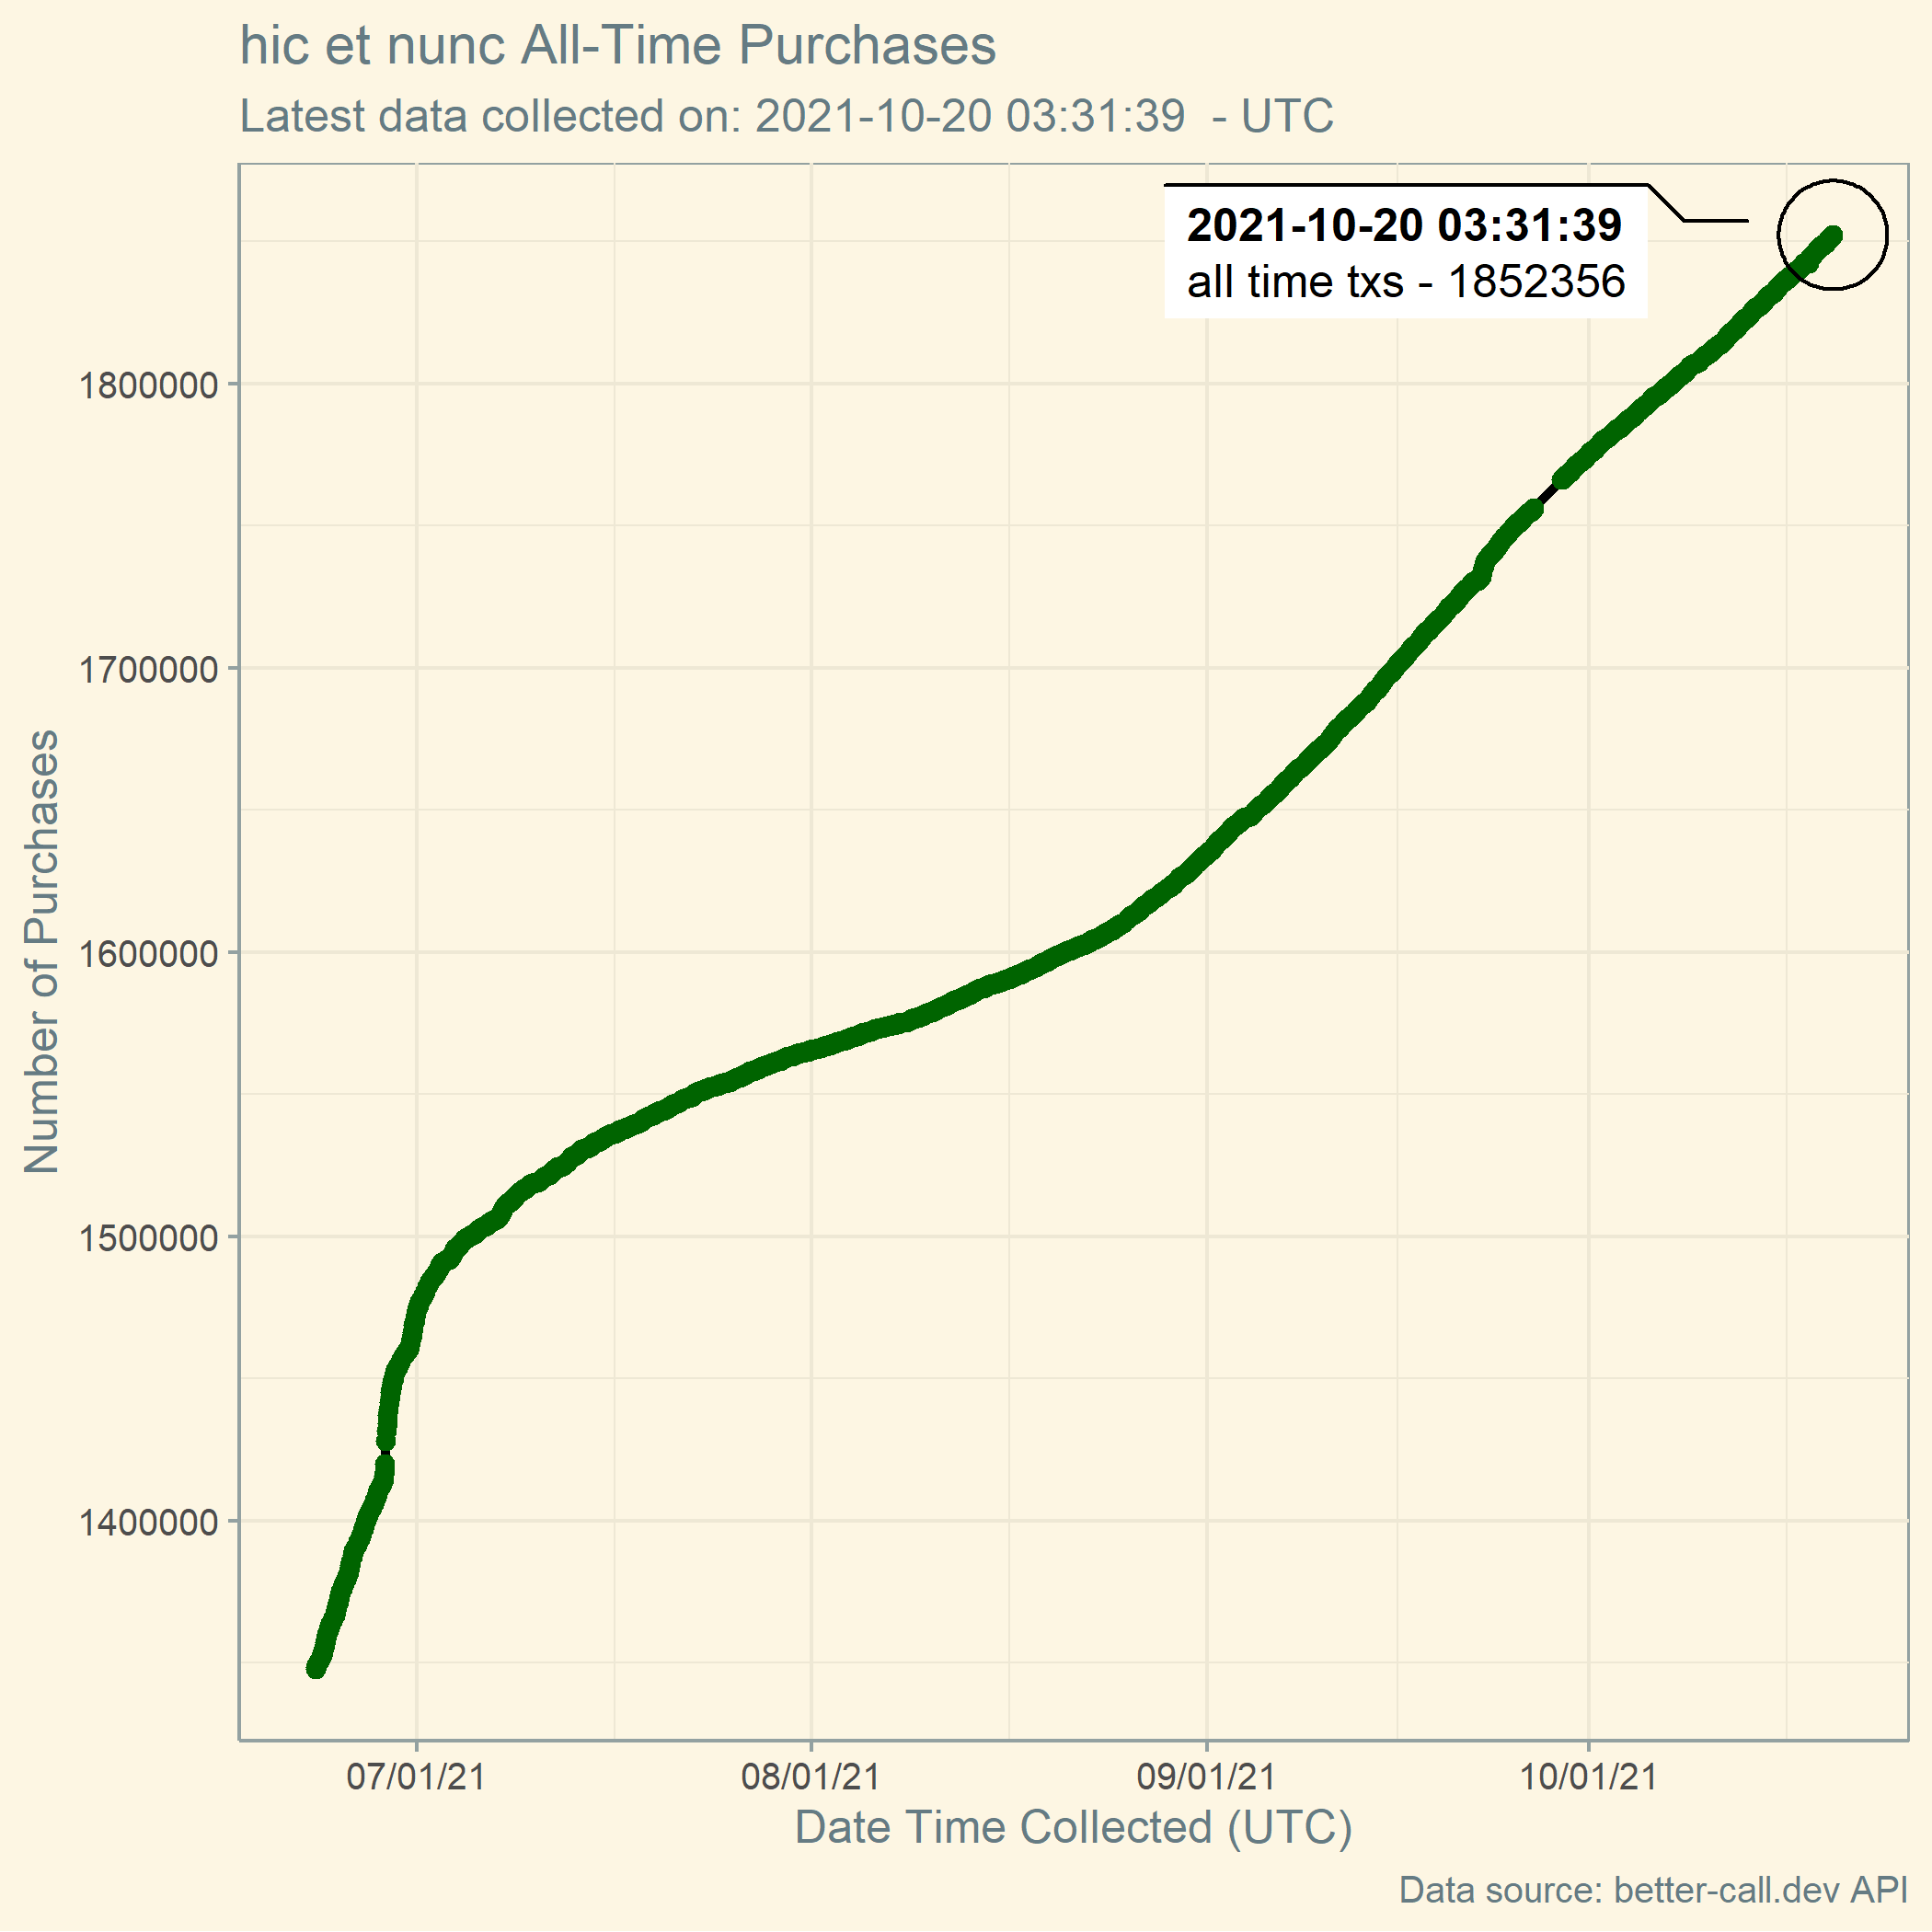 hic et nunc All-Time Purchases
Latest data collected on: 2021-10-20 03:31:39  - UTC
2021-10-20 03:31:39
all time txs - 1852356
Number of Purchases
1800000
1700000
1600000
1500000
1400000
07/01/21
08/01/21
09/01/21
10/01/21
Date Time Collected (UTC)
Data source: better-call.dev API